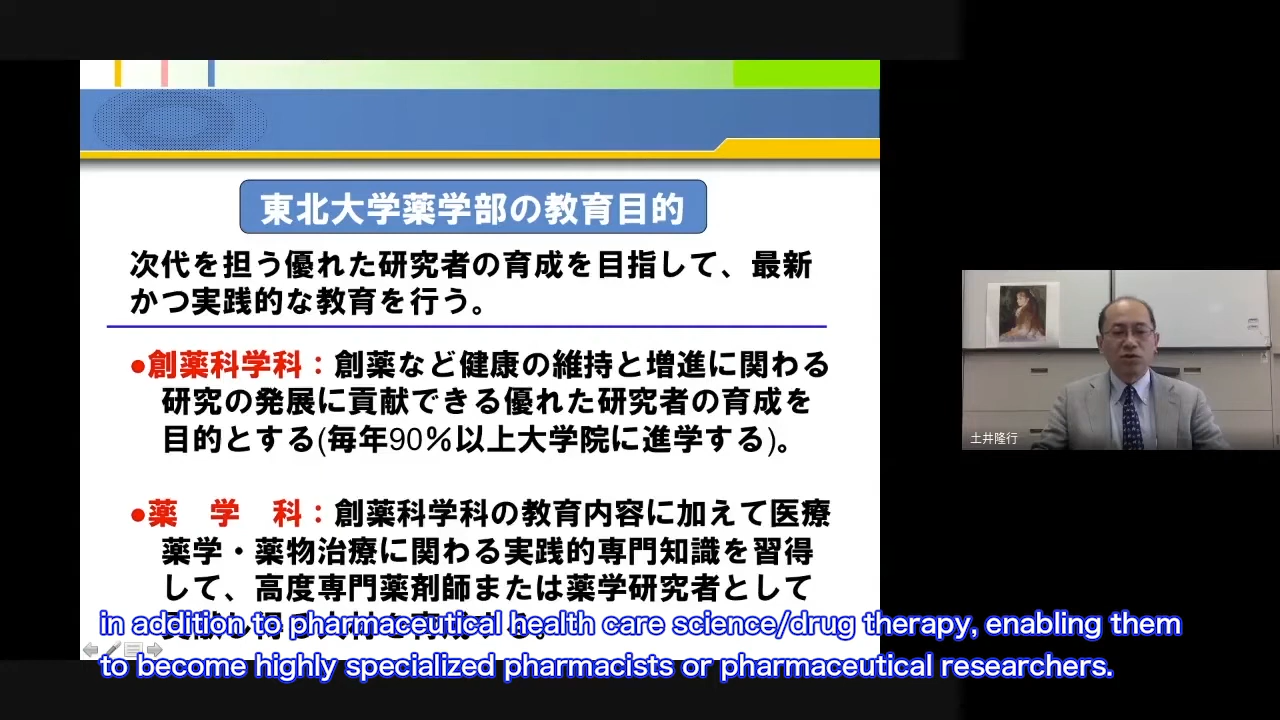 東北大学薬学部の教育目的
次代を担う優れた研究者の育成を目指して、最新
かつ実践的な教育を行う。
●創薬科学科：創薬など健康の維持と増進に関わる
研究の発展に貢献できる優れた研究者の育成を
目的とする(毎年90％以上大学院に進学する)。
●薬　学　科：創薬科学科の教育内容に加えて医療
薬学・薬物治療に関わる実践的専門知識を習得
して、高度専門薬剤師または薬学研究者として
in addition to pharmaceutical health care science/drug therapy, enabling them
to become highly specialized pharmacists or pharmaceutical researchers.
土井隆行